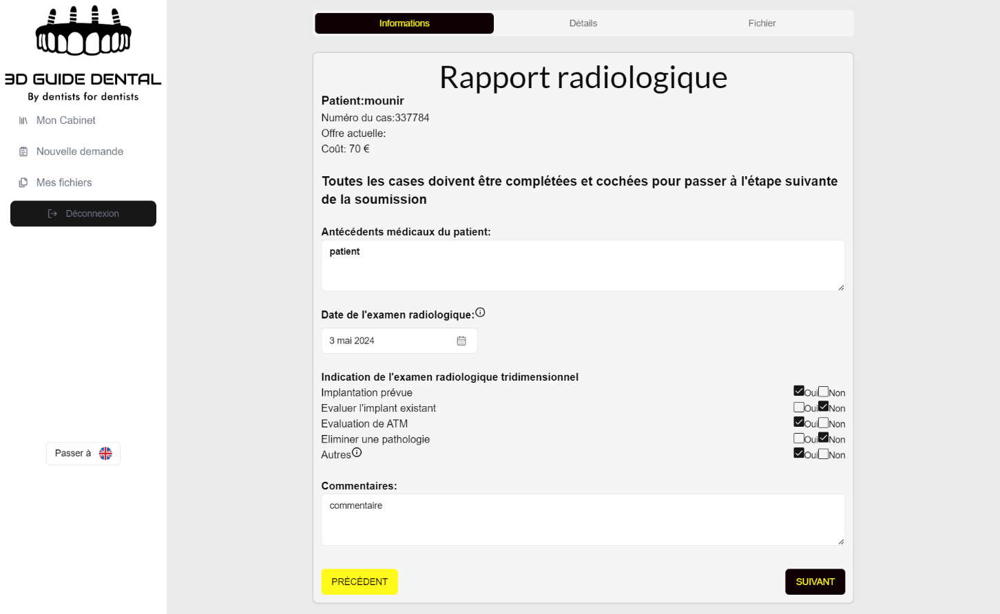 3D GUIDE DENTAL
By dentists for dentists
Mon Cabinet
Nouvelle demande
Mes fichiers
Déconnexion
Passer à
Informations
Détails
Fichier
Rapport radiologique
Patient:mounir
Numéro du cas:337784
Offre actuelle:
Coût: 70 €
Toutes les cases doivent être complétées et cochées pour passer à l'étape suivante
de la soumission
Antécédents médicaux du patient:
patient
Date de l'examen radiologique:
3 mai 2024
Indication de l'examen radiologique tridimensionnel
Implantation prévue Oui Non
Evaluer l'implant existant Oui Non
Evaluation de ATM Oui Non
Eliminer une pathologie Oui Non
Autres Oui Non
Commentaires:
commentaire
PRÉCÉDENT
SUIVANT